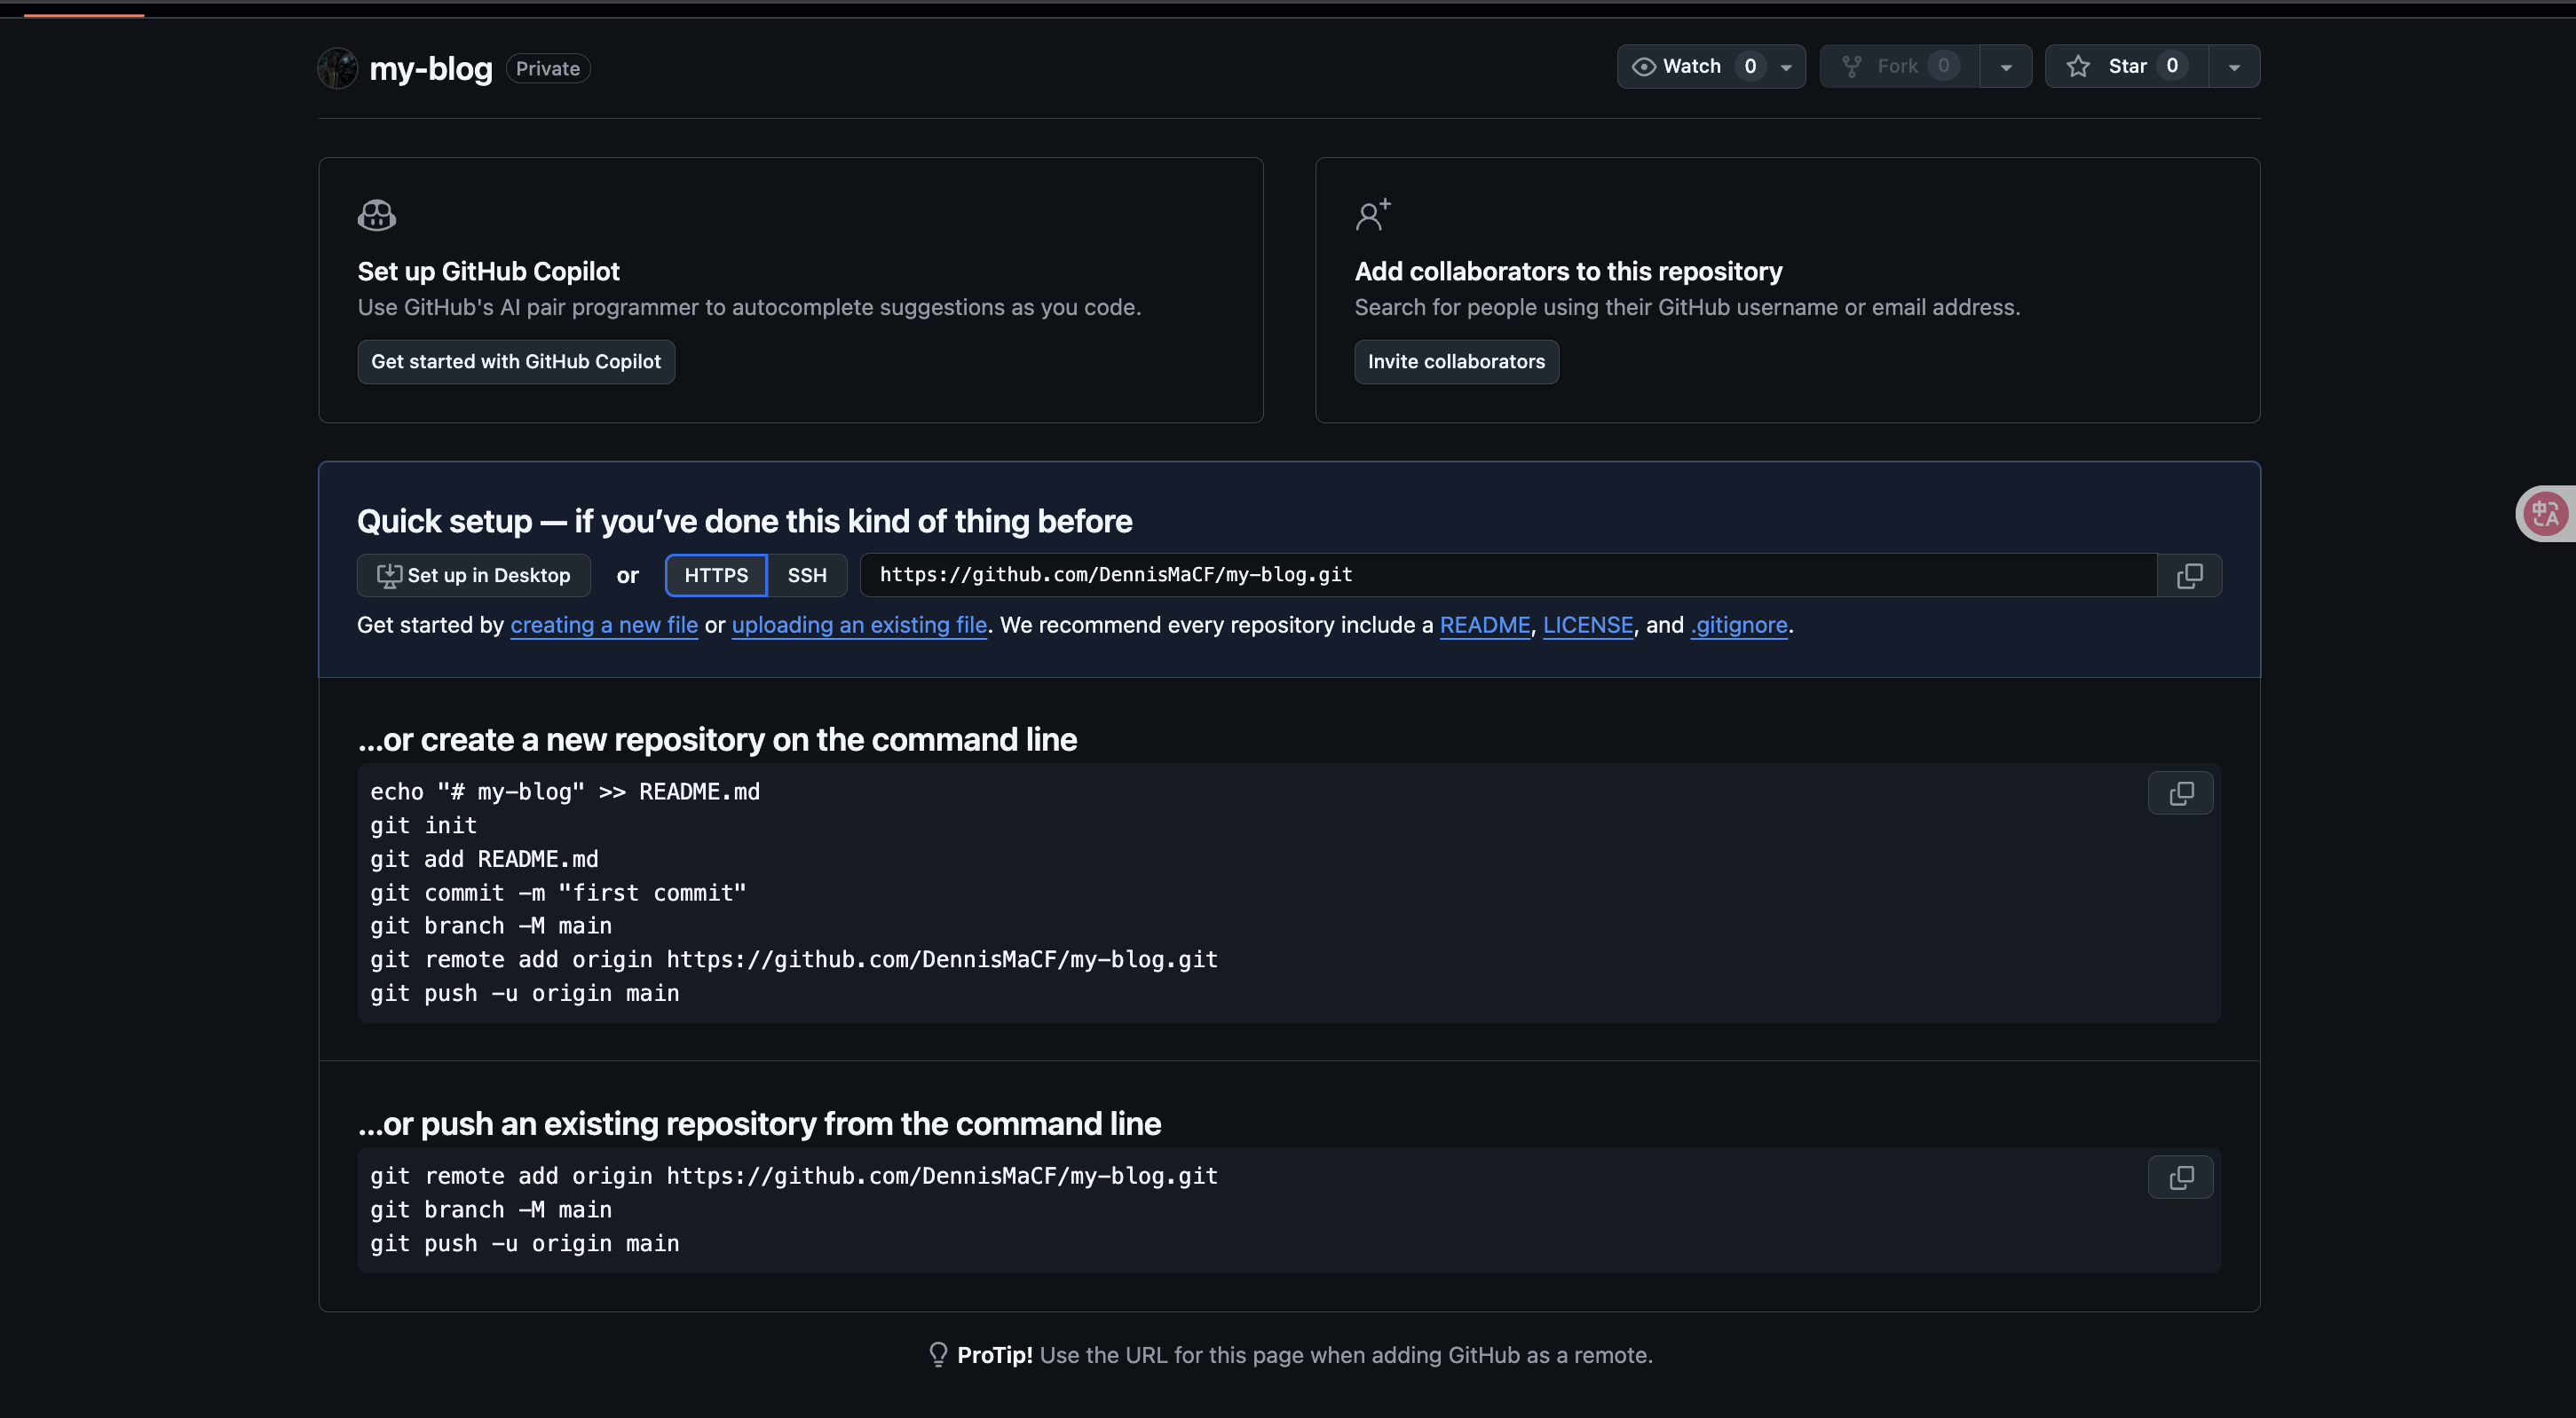 my-blog Private Watch 0 Fork 0 Star 0
Set up GitHub Copilot
Use GitHub's AI pair programmer to autocomplete suggestions as you code.
Get started with GitHub Copilot
Add collaborators to this repository
Search for people using their GitHub username or email address.
Invite collaborators
Quick setup — if you’ve done this kind of thing before
Set up in Desktop or HTTPS SSH https://github.com/DennisMaCF/my-blog.git
Get started by creating a new file or uploading an existing file. We recommend every repository include a README, LICENSE, and .gitignore.
…or create a new repository on the command line
echo "# my-blog" >> README.md
git init
git add README.md
git commit -m "first commit"
git branch -M main
git remote add origin https://github.com/DennisMaCF/my-blog.git
git push -u origin main
…or push an existing repository from the command line
git remote add origin https://github.com/DennisMaCF/my-blog.git
git branch -M main
git push -u origin main
ProTip! Use the URL for this page when adding GitHub as a remote.
中A